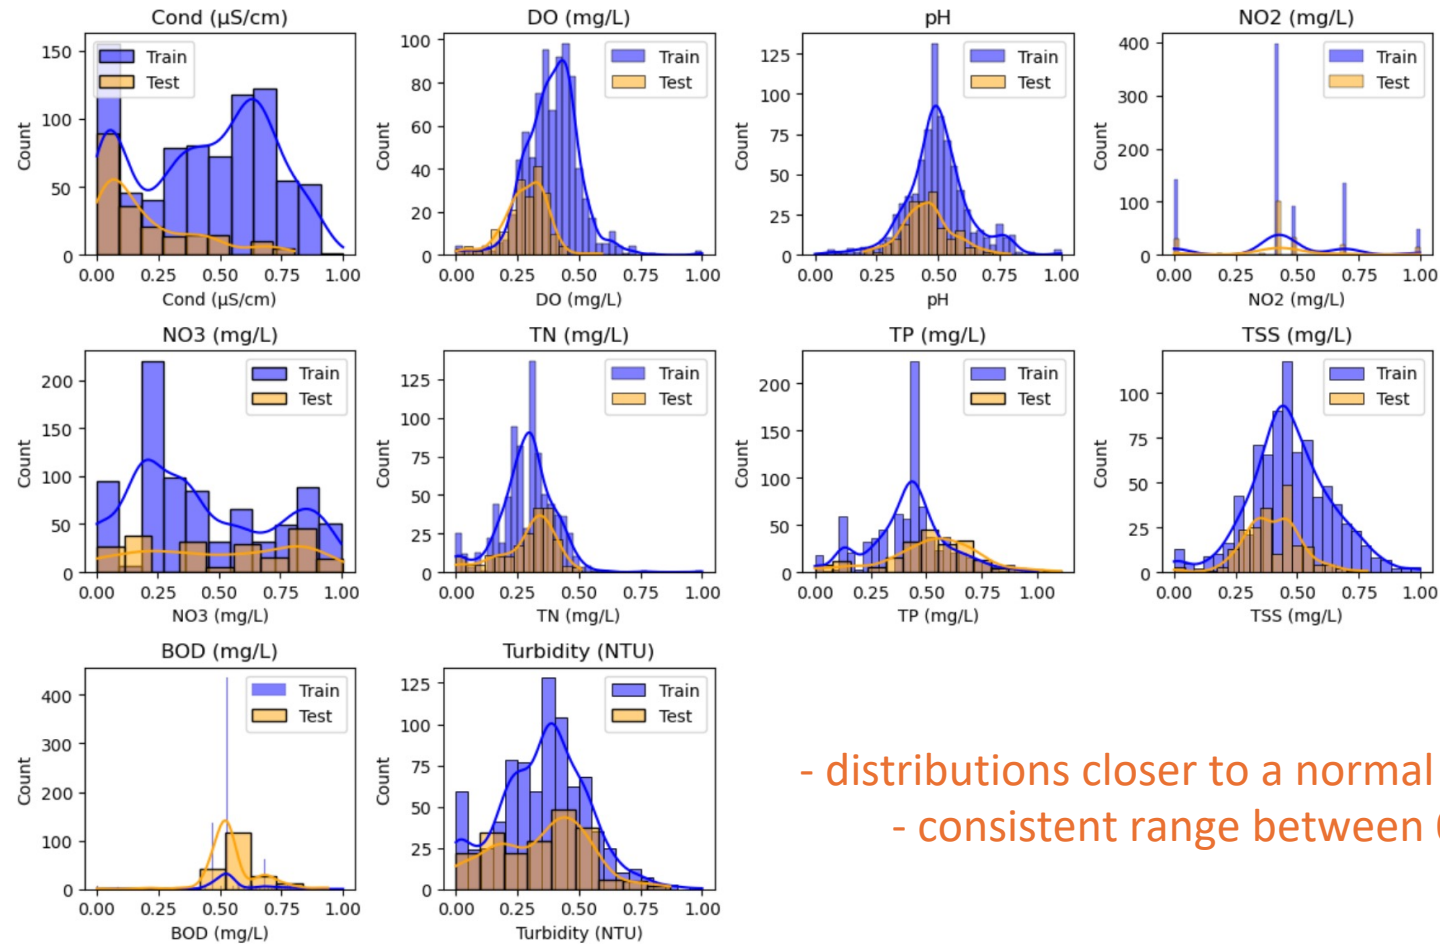 Cond (µS/cm)
150
100
50
0
Count
Train
Test
0.00 0.25 0.50 0.75 1.00
Cond (µS/cm)
DO (mg/L)
100
80
60
40
20
0
Count
Train
Test
0.00 0.25 0.50 0.75 1.00
DO (mg/L)
pH
125
100
75
50
25
0
Count
Train
Test
0.00 0.25 0.50 0.75 1.00
pH
NO2 (mg/L)
400
300
200
100
0
Count
Train
Test
0.00 0.25 0.50 0.75 1.00
NO2 (mg/L)
NO3 (mg/L)
200
150
100
50
0
Count
Train
Test
0.00 0.25 0.50 0.75 1.00
NO3 (mg/L)
TN (mg/L)
125
100
75
50
25
0
Count
Train
Test
0.00 0.25 0.50 0.75 1.00
TN (mg/L)
TP (mg/L)
200
150
100
50
0
Count
Train
Test
0.00 0.25 0.50 0.75 1.00
TP (mg/L)
TSS (mg/L)
100
75
50
25
0
Count
Train
Test
0.00 0.25 0.50 0.75 1.00
TSS (mg/L)
BOD (mg/L)
400
300
200
100
0
Count
Train
Test
0.00 0.25 0.50 0.75 1.00
BOD (mg/L)
Turbidity (NTU)
125
100
75
50
25
0
Count
Train
Test
0.00 0.25 0.50 0.75 1.00
Turbidity (NTU)
- distributions closer to a normal
- consistent range between